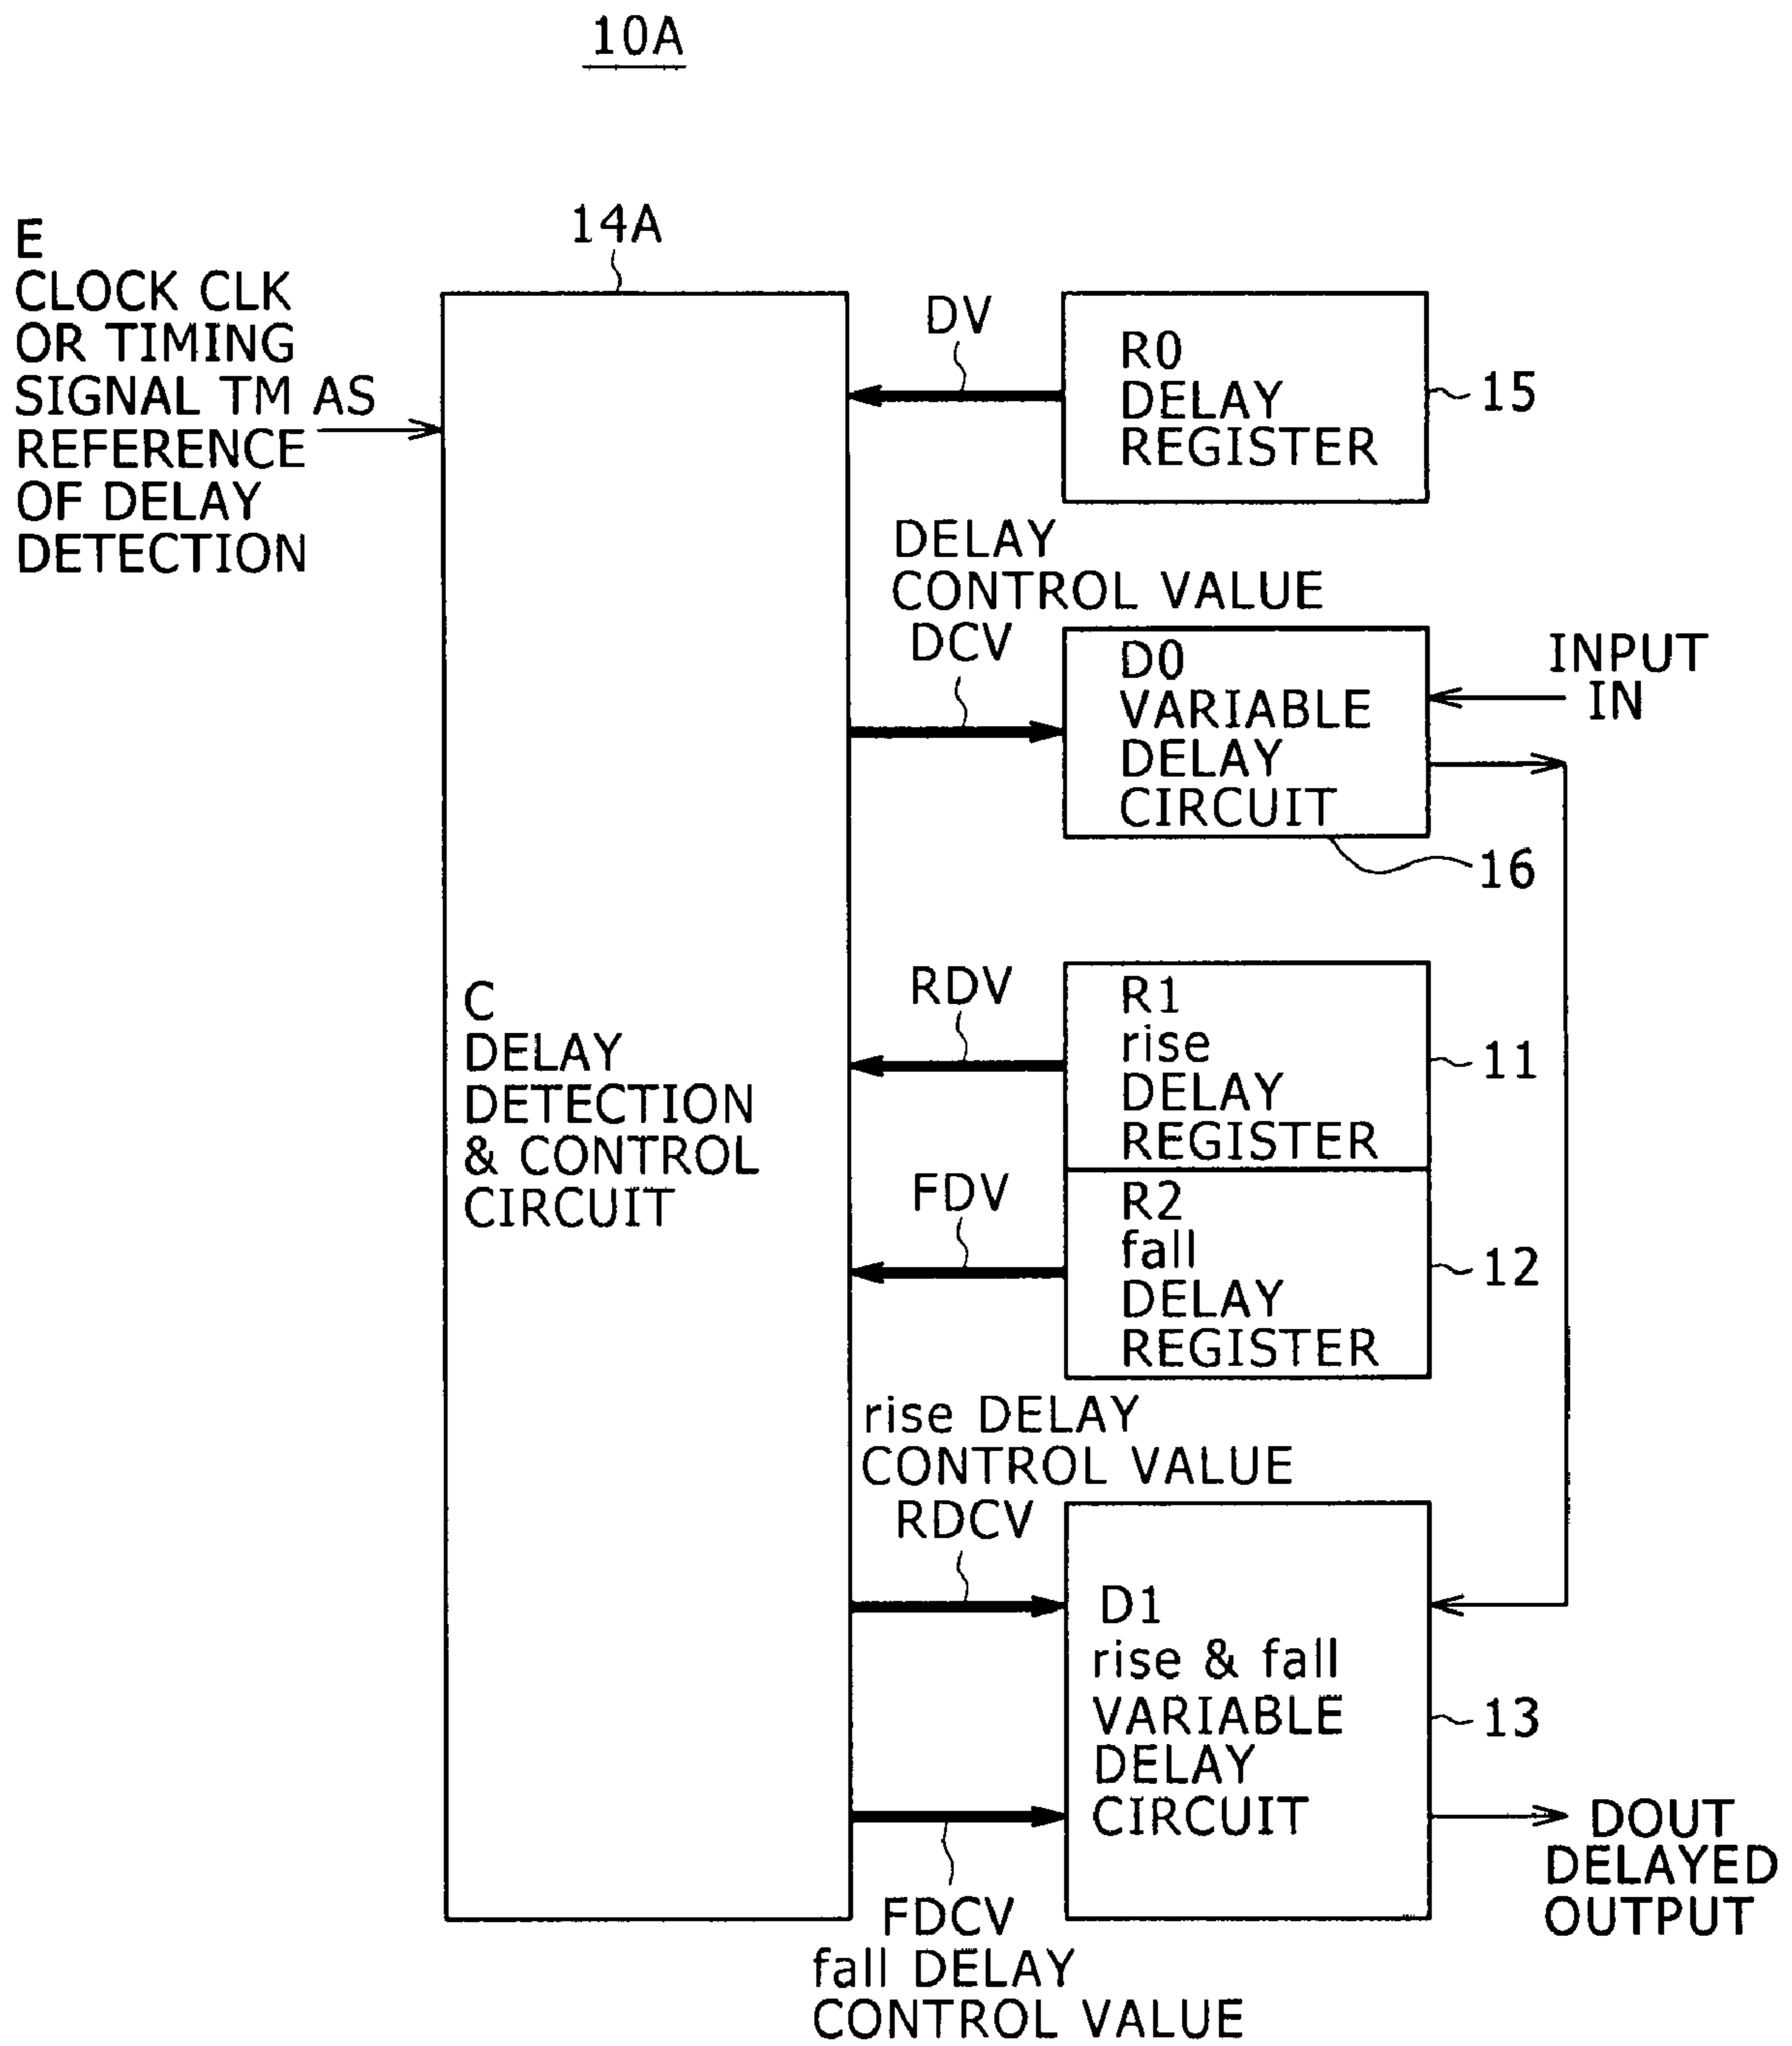 10A
14A
E
CLOCK CLK
OR TIMING
SIGNAL TM AS
REFERENCE
OF DELAY
DETECTION
DV
R0
DELAY
REGISTER
15
DELAY
CONTROL VALUE
DCV
D0
VARIABLE
DELAY
CIRCUIT
INPUT
IN
16
C
DELAY
DETECTION
& CONTROL
CIRCUIT
RDV
R1
rise
DELAY
REGISTER
11
FDV
R2
fall
DELAY
REGISTER
12
rise DELAY
CONTROL VALUE
RDCV
D1
rise & fall
VARIABLE
DELAY
CIRCUIT
13
DOUT
DELAYED
OUTPUT
FDCV
fall DELAY
CONTROL VALUE